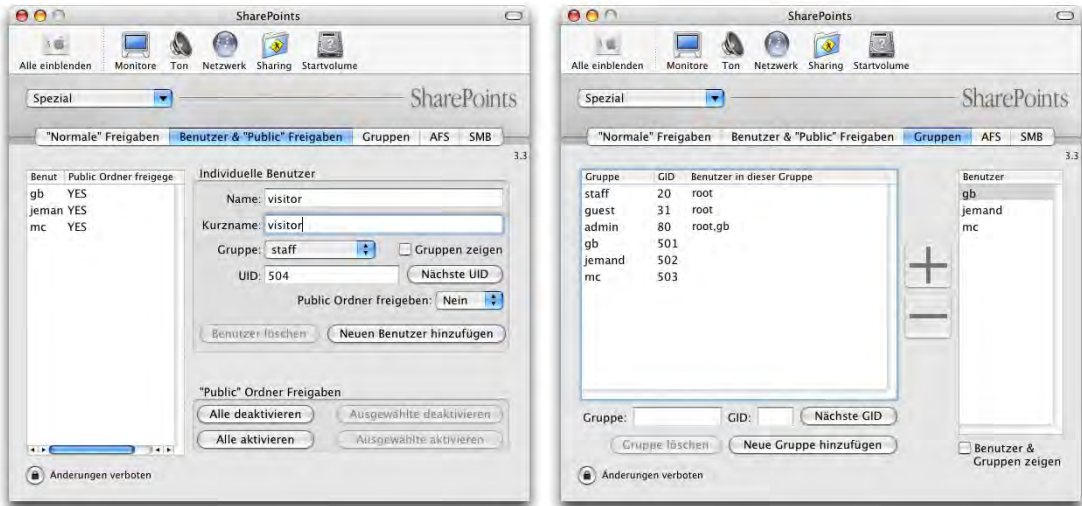 SharePoints
Alle einblenden Monitore Ton Netzwerk Sharing Startvolume
Spezial
SharePoints
"Normale" Freigaben Benutzer & "Public" Freigaben Gruppen AFS SMB
3.3
Benut Public Ordner freigege
gb YES
jeman YES
mc YES
Individuelle Benutzer
Name: visitor
Kurzname: visitor
Gruppe: staff Gruppen zeigen
UID: 504 Nächste UID
Public Ordner freigeben: Nein
Benutzer löschen Neuen Benutzer hinzufügen
"Public" Ordner Freigaben
Alle deaktivieren Ausgewählte deaktivieren
Alle aktivieren Ausgewählte aktivieren
Änderungen verboten
SharePoints
Alle einblenden Monitore Ton Netzwerk Sharing Startvolume
Spezial
SharePoints
"Normale" Freigaben Benutzer & "Public" Freigaben Gruppen AFS SMB
3.3
Gruppe GID Benutzer in dieser Gruppe
staff 20 root
guest 31 root
admin 80 root,gb
gb 501
jemand 502
mc 503
Benutzer
gb
jemand
mc
Gruppe: GID: Nächste GID
Gruppe löschen Neue Gruppe hinzufügen
Benutzer &
Gruppen zeigen
Änderungen verboten